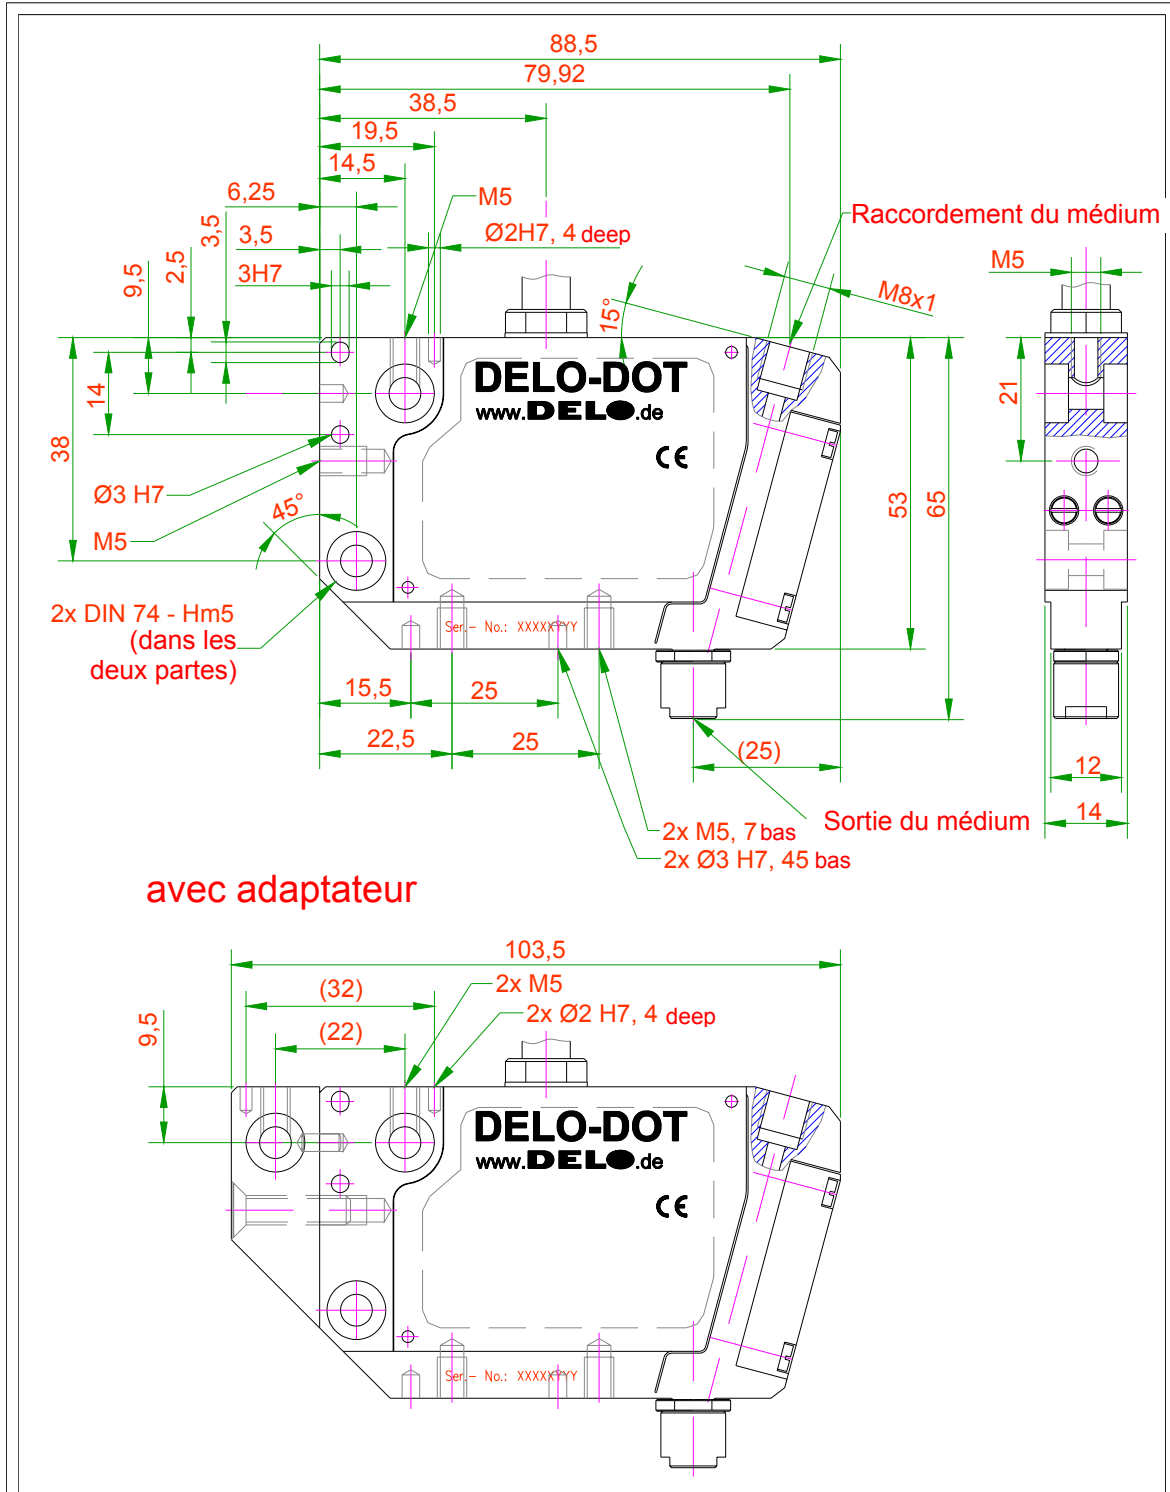 88,5
79,92
38,5
19,5
14,5
6,25
M5
3,5
3,5
Ø2H7, 4 deep
Raccordement du médium
9,5
2,5
3H7
15°
M8x1
M5
DELO-DOT
www.DELO.de
CE
14
38
21
53
65
Ø3 H7
45°
M5
2x DIN 74 - Hm5
(dans les
deux partes)
Ser.- No.: XXXXXYYY
15,5
25
22,5
25
(25)
12
14
2x M5, 7 bas
Sortie du médium
2x Ø3 H7, 45 bas
avec adaptateur
103,5
(32)
2x M5
9,5
(22)
2x Ø2 H7, 4 deep
DELO-DOT
www.DELO.de
CE
Ser.- No.: XXXXXYYY